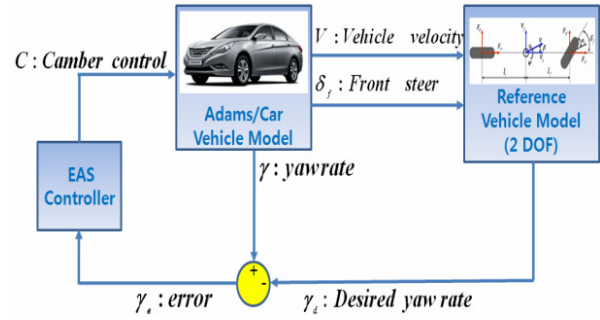 V : Vehicle velocity
C : Camber control
δf : Front steer
Adams/Car
Vehicle Model
Reference
Vehicle Model
(2 DOF)
EAS
Controller
γ : yawrate
+
-
γe : error
γd : Desired yaw rate